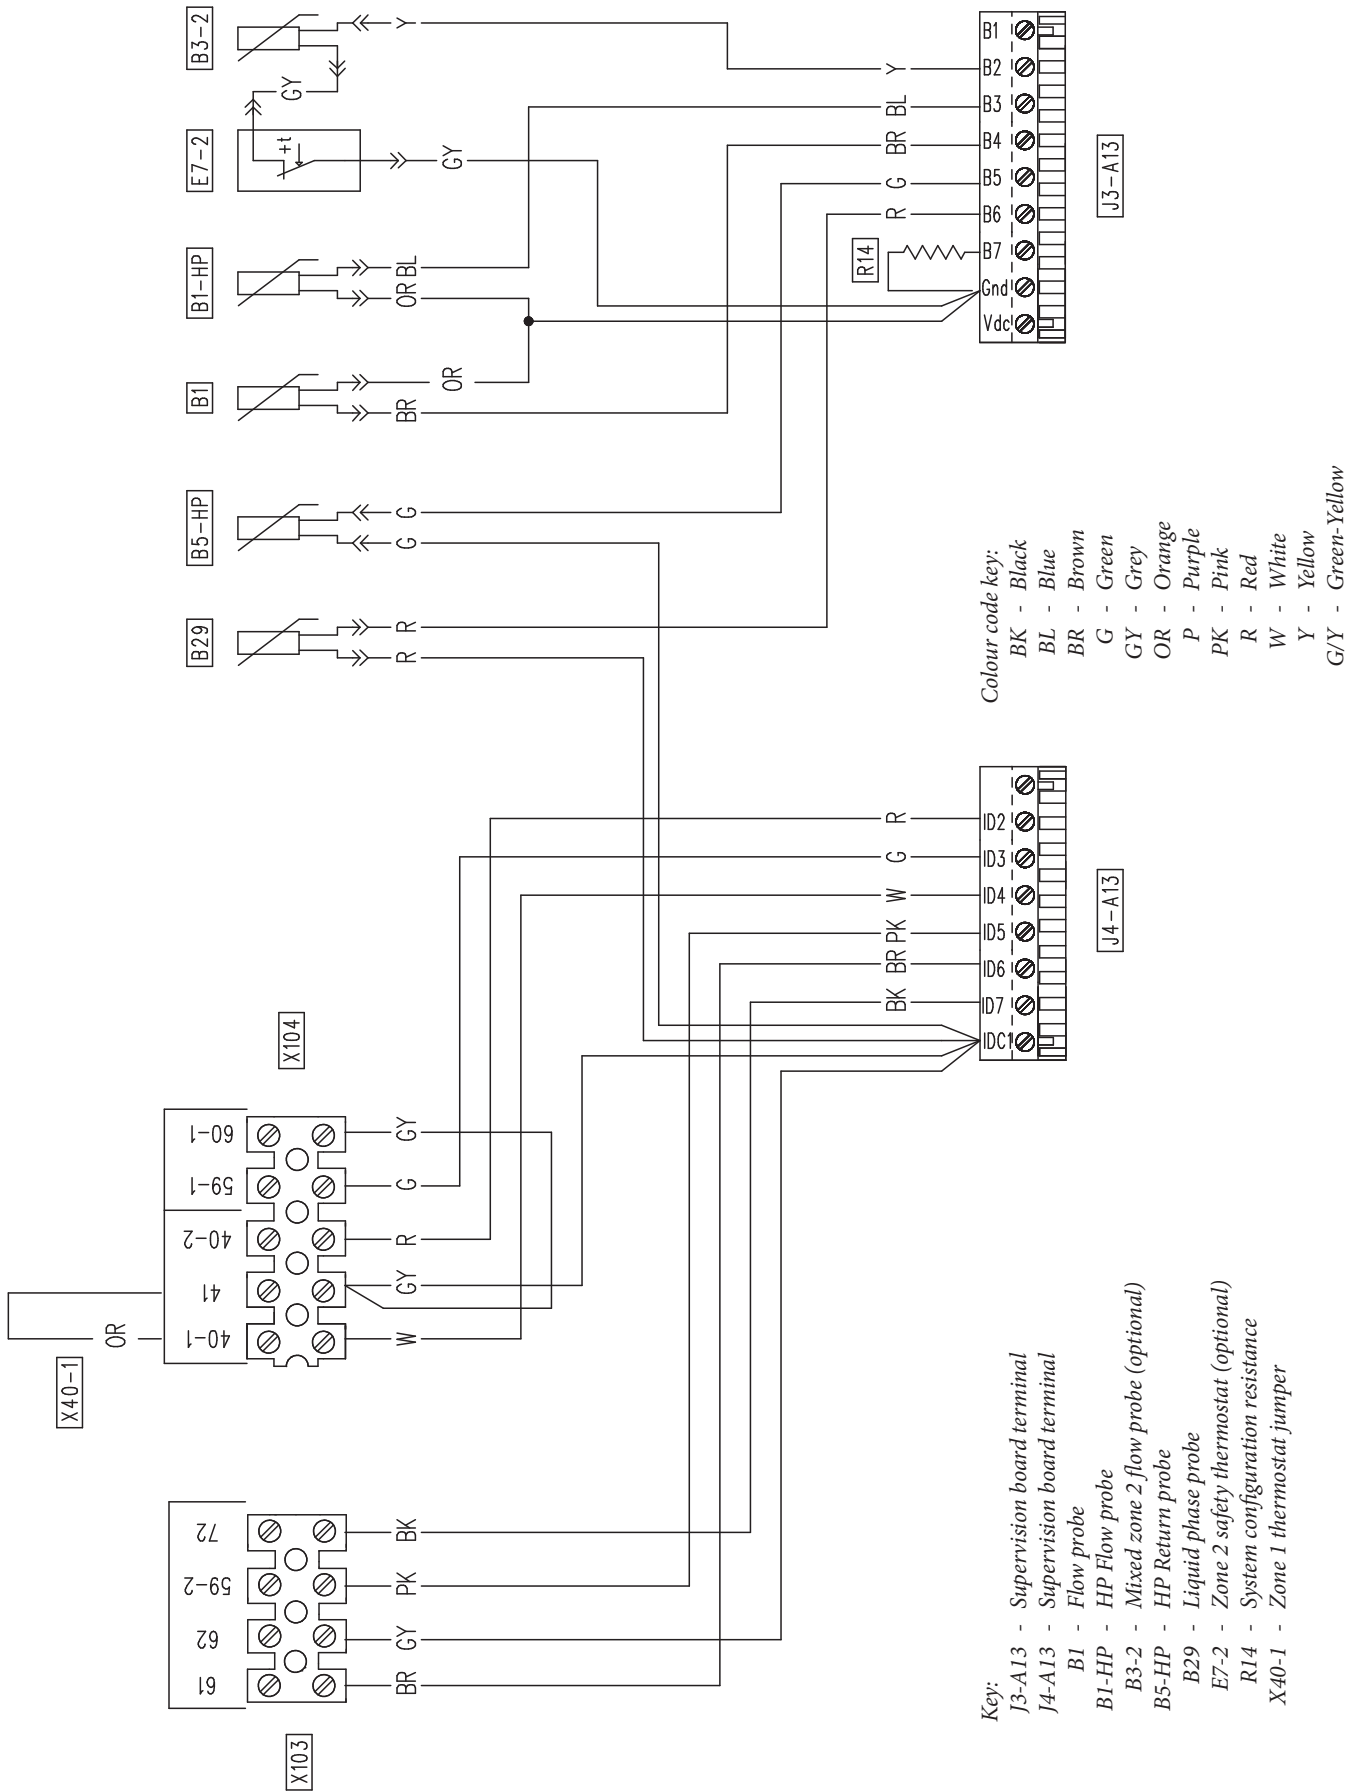 B3-2
Y
GY
E7-2
+t
GY
B1-HP
BL
OR
B1
OR
BR
B5-HP
G
G
B29
R
R
Y
BL
BR
G
R
R14
B1
B2
B3
B4
B5
B6
B7
Gnd
Vdc
J3-A13
R
G
W
PK
BR
BK
ID2
ID3
ID4
ID5
ID6
ID7
IDC1
J4-A13
X104
60-1
59-1
40-2
41
40-1
GY
G
R
GY
W
OR
X40-1
72
59-2
62
61
BK
PK
GY
BR
X103
Key:
J3-A13 - Supervision board terminal
J4-A13 - Supervision board terminal
B1 - Flow probe
B1-HP - HP Flow probe
B3-2 - Mixed zone 2 flow probe (optional)
B5-HP - HP Return probe
B29 - Liquid phase probe
E7-2 - Zone 2 safety thermostat (optional)
R14 - System configuration resistance
X40-1 - Zone 1 thermostat jumper
Colour code key:
BK - Black
BL - Blue
BR - Brown
G - Green
GY - Grey
OR - Orange
P - Purple
PK - Pink
R - Red
W - White
Y - Yellow
G/Y - Green-Yellow